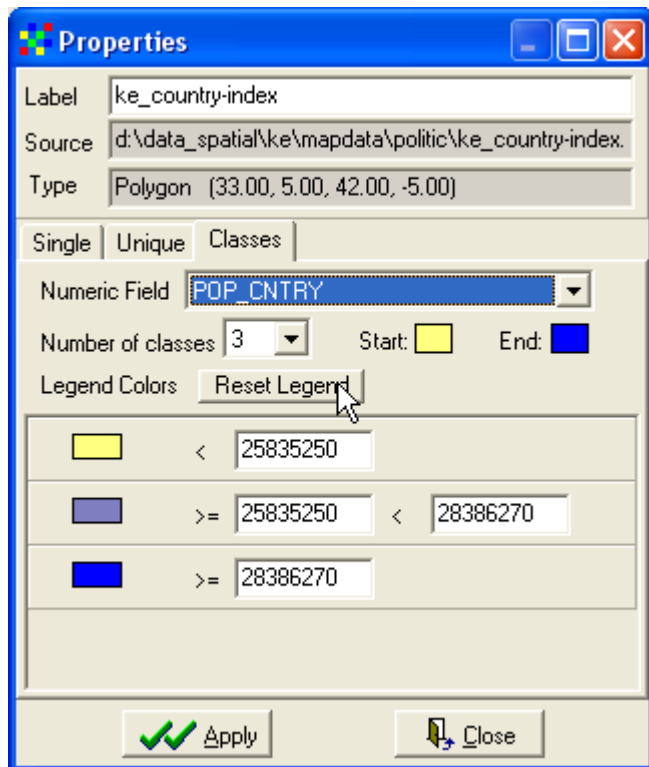 Properties
Label ke_country-index
Source d:\data_spatial\ke\mapdata\politic\ke_country-index.
Type Polygon (33.00, 5.00, 42.00, -5.00)
Single Unique Classes
Numeric Field POP_CNTRY
Number of classes 3 Start: End:
Legend Colors Reset Legend
< 25835250
>= 25835250 < 28386270
>= 28386270
Apply Close